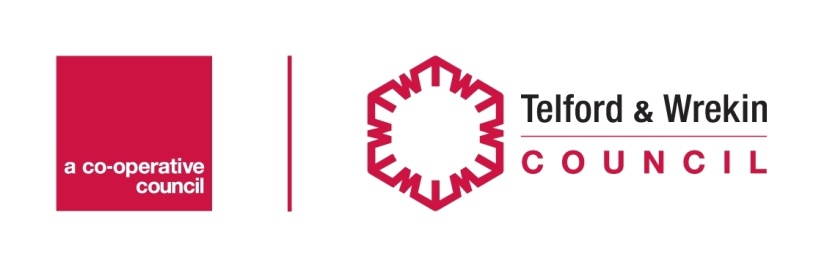 a co-operative
council
Telford & Wrekin
COUNCIL